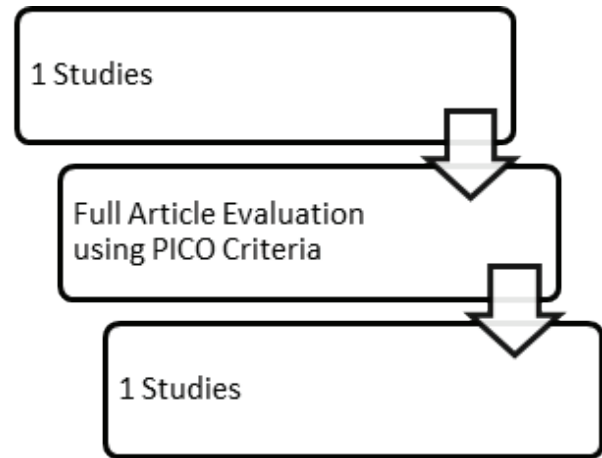 1 Studies
Full Article Evaluation
using PICO Criteria
1 Studies